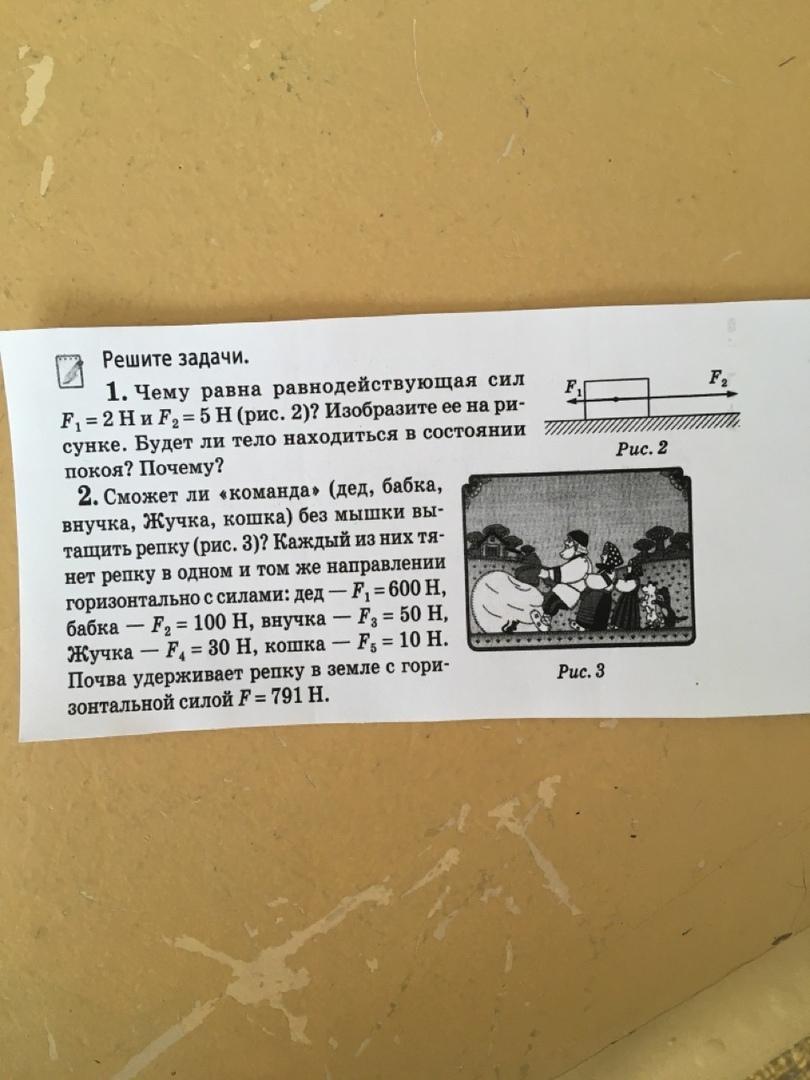 Решите задачи.
1. Чему равна равнодействующая сил
F₁ = 2 Н и F₂ = 5 Н (рис. 2)? Изобразите ее на ри-
сунке. Будет ли тело находиться в состоянии
покоя? Почему?
F₁
F₂
Рис. 2
2. Сможет ли «команда» (дед, бабка,
внучка, Жучка, кошка) без мышки вы-
тащить репку (рис. 3)? Каждый из них тя-
нет репку в одном и том же направлении
горизонтально с силами: дед — F₁ = 600 Н,
бабка — F₂ = 100 Н, внучка — F₃ = 50 Н,
Жучка — F₄ = 30 Н, кошка — F₅ = 10 Н.
Почва удерживает репку в земле с гори-
зонтальной силой F = 791 Н.
Рис. 3